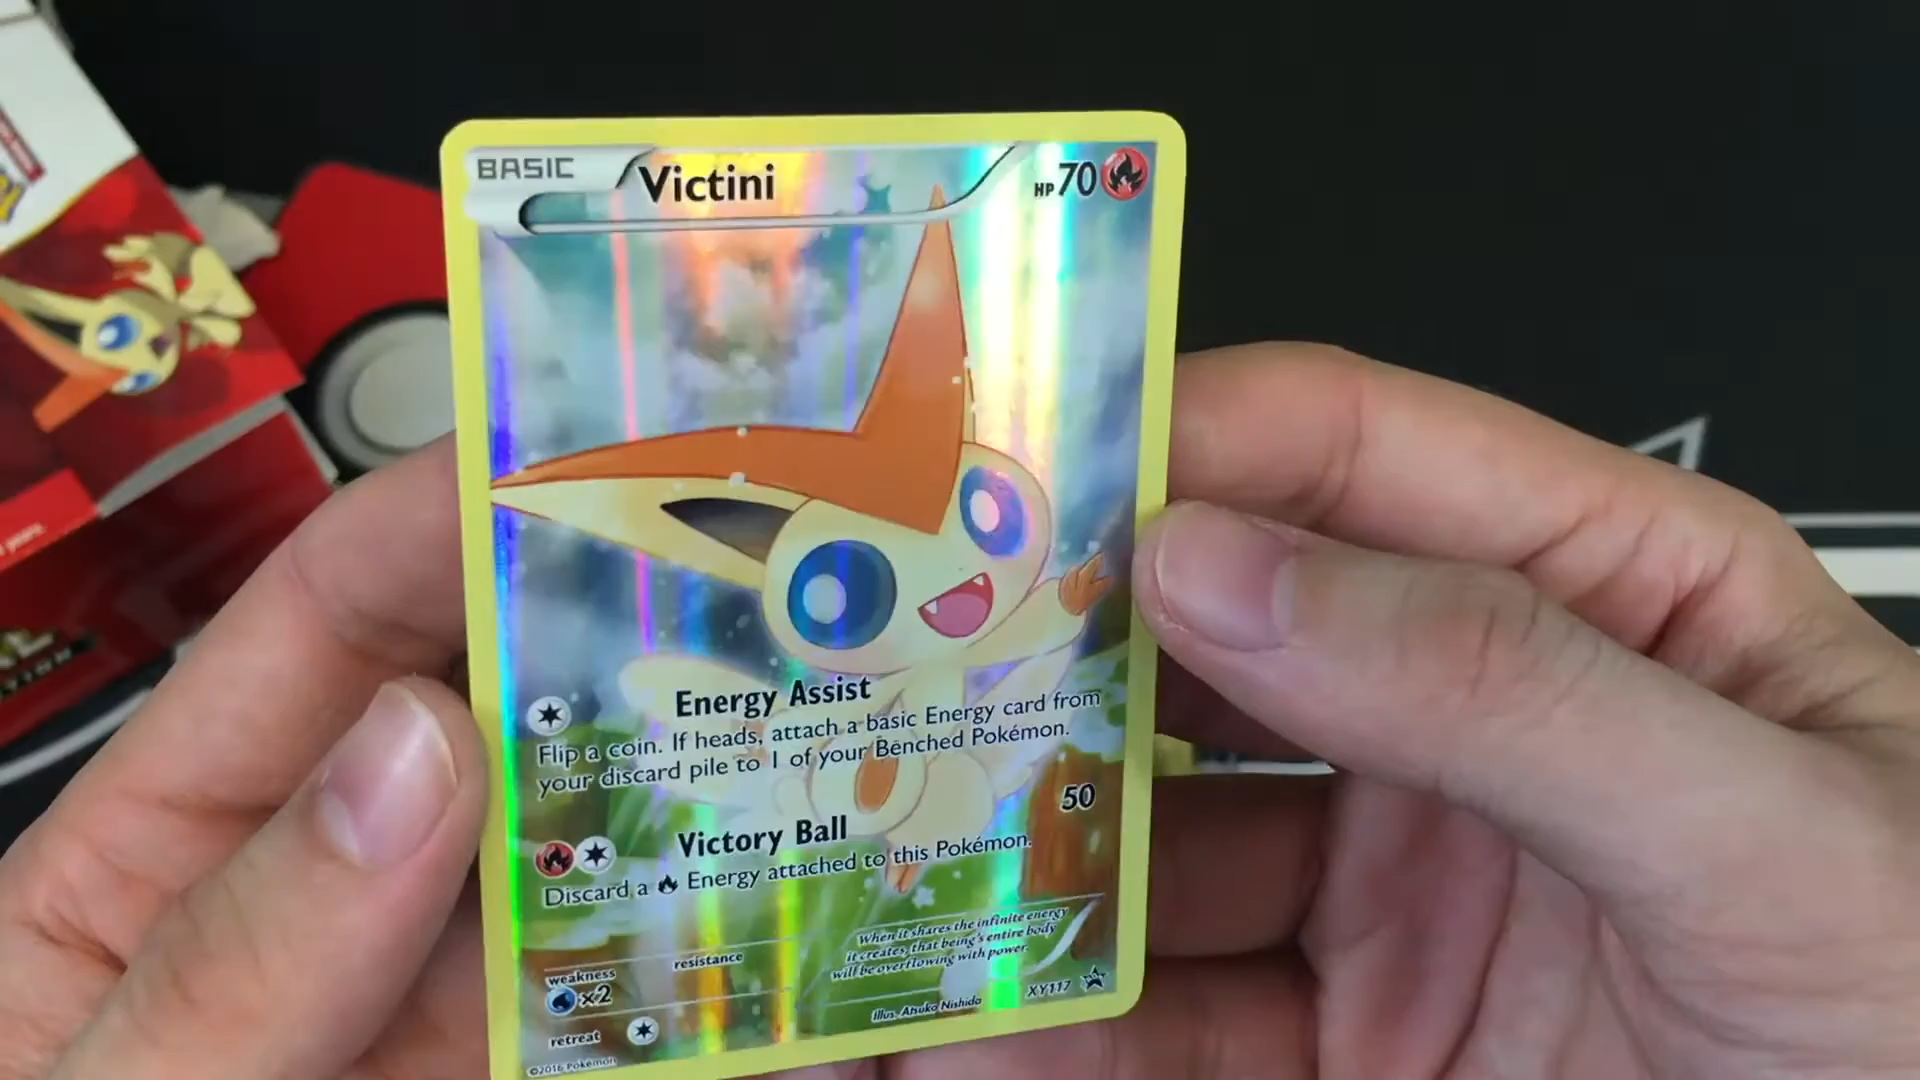 BASIC
Victini
HP 70
Energy Assist
Flip a coin. If heads, attach a basic Energy card from
your discard pile to 1 of your Benched Pokémon.
50
Victory Ball
Discard a Energy attached to this Pokémon.
When it shares the infinite energy
it creates, that being's entire body
will be overflowing with power.
weakness
×2
resistance
retreat
Illus. Atsuko Nishida
XY117
©2016 Pokémon
years.